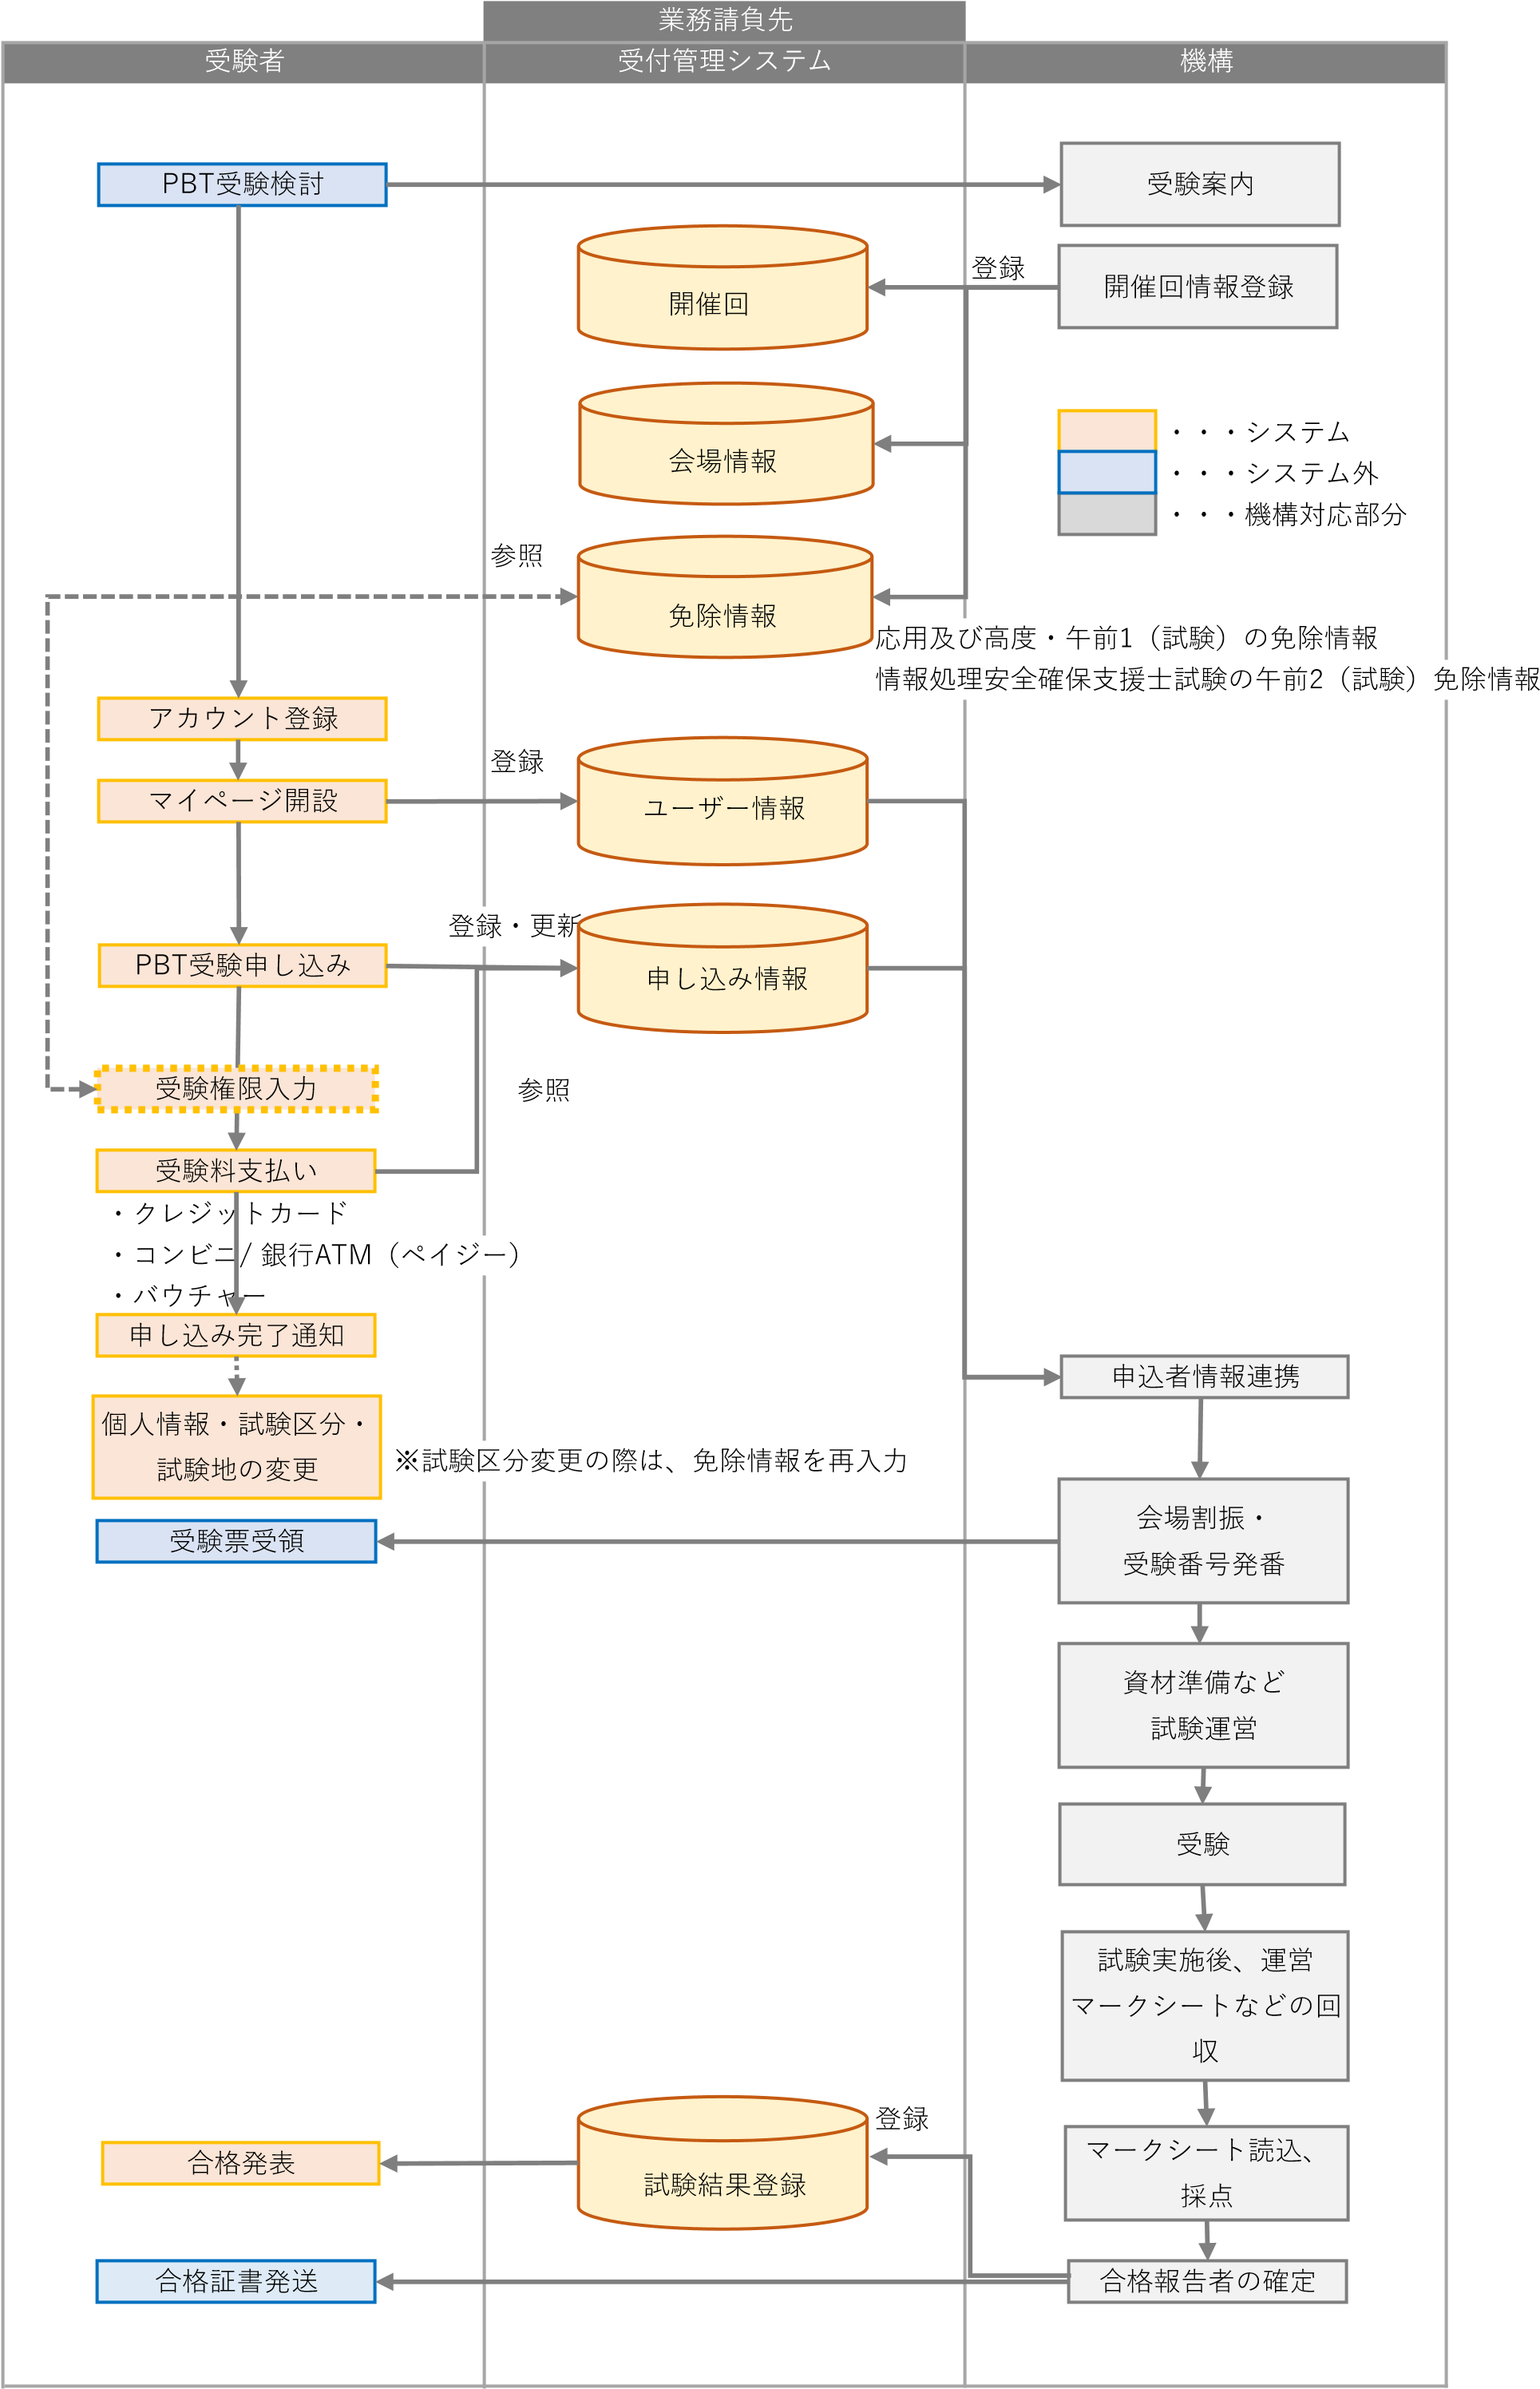 業務請負先
受験者
受付管理システム
機構
PBT受験検討
受験案内
登録
開催回情報登録
開催回
・・・システム
会場情報
・・・システム外
・・・機構対応部分
参照
免除情報
応用及び高度・午前1（試験）の免除情報
情報処理安全確保支援士試験の午前2（試験）免除情報
アカウント登録
登録
マイページ開設
ユーザー情報
登録・更新
PBT受験申し込み
申し込み情報
受験権限入力
参照
受験料支払い
・クレジットカード
・コンビニ/ 銀行ATM（ペイジー）
・バウチャー
申し込み完了通知
申込者情報連携
個人情報・試験区分・
試験地の変更
※試験区分変更の際は、免除情報を再入力
会場割振・
受験番号発番
受験票受領
資材準備など
試験運営
受験
試験実施後、運営
マークシートなどの回
収
登録
マークシート読込、
採点
合格発表
試験結果登録
合格証書発送
合格報告者の確定